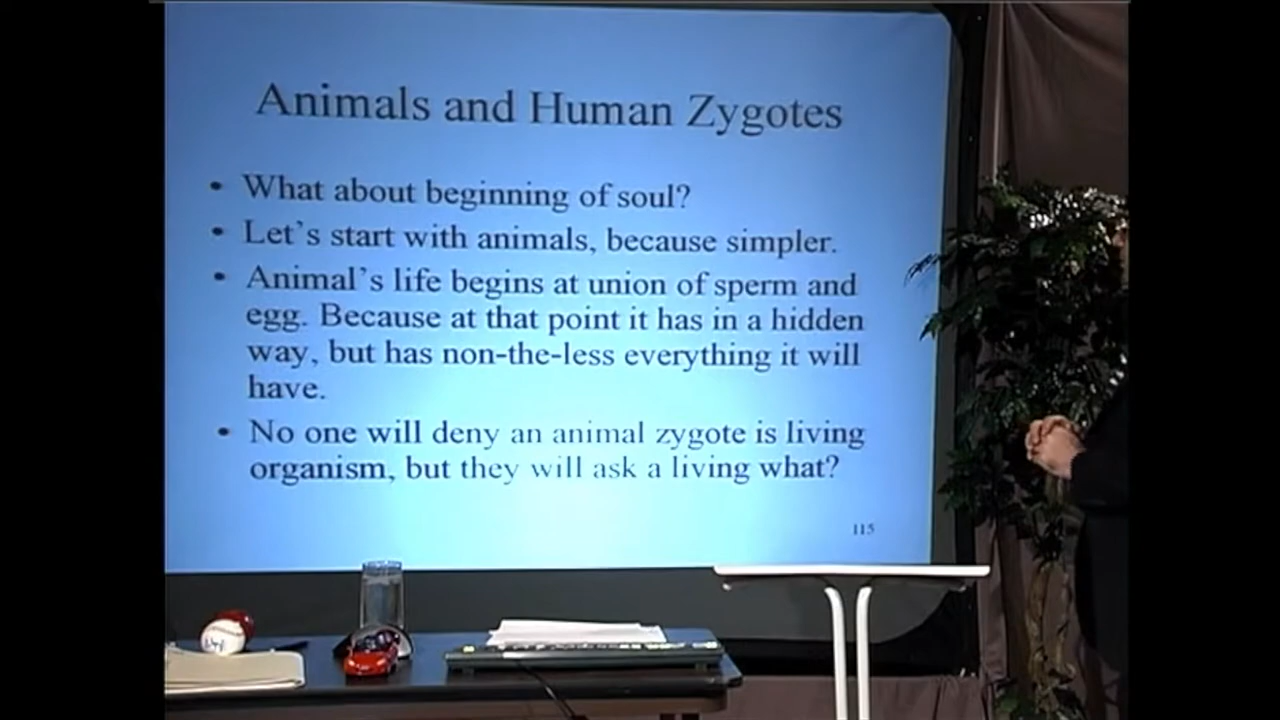 Animals and Human Zygotes
• What about beginning of soul?
• Let's start with animals, because simpler.
• Animal's life begins at union of sperm and
egg. Because at that point it has in a hidden
way, but has non-the-less everything it will
have.
• No one will deny an animal zygote is living
organism, but they will ask a living what?
115